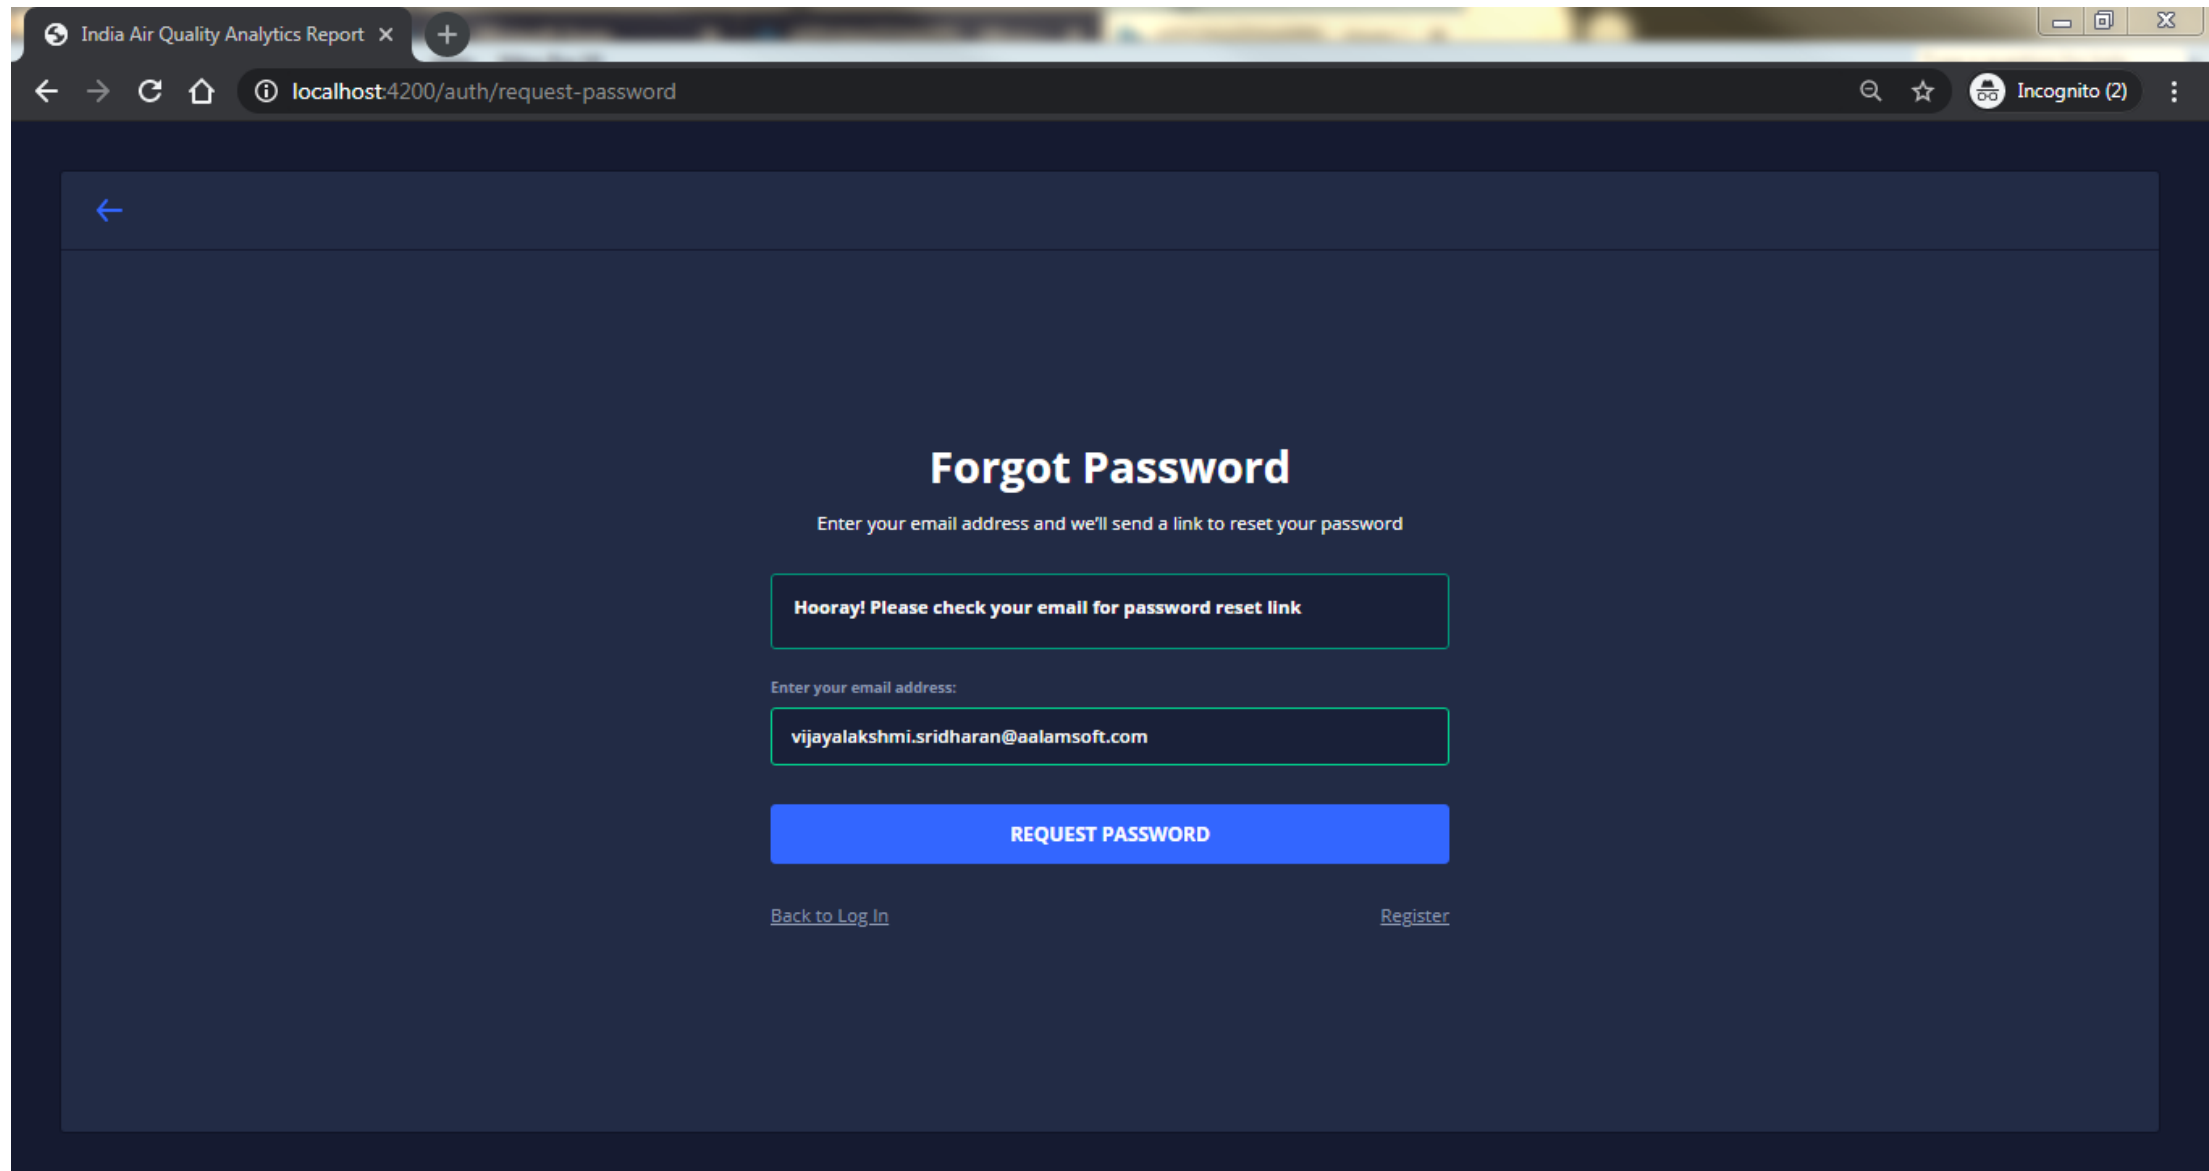 India Air Quality Analytics Report
localhost:4200/auth/request-password
Incognito (2)
Forgot Password
Enter your email address and we'll send a link to reset your password
Hooray! Please check your email for password reset link
Enter your email address:
vijayalakshmi.sridharan@aalamsoft.com
REQUEST PASSWORD
Back to Log In
Register